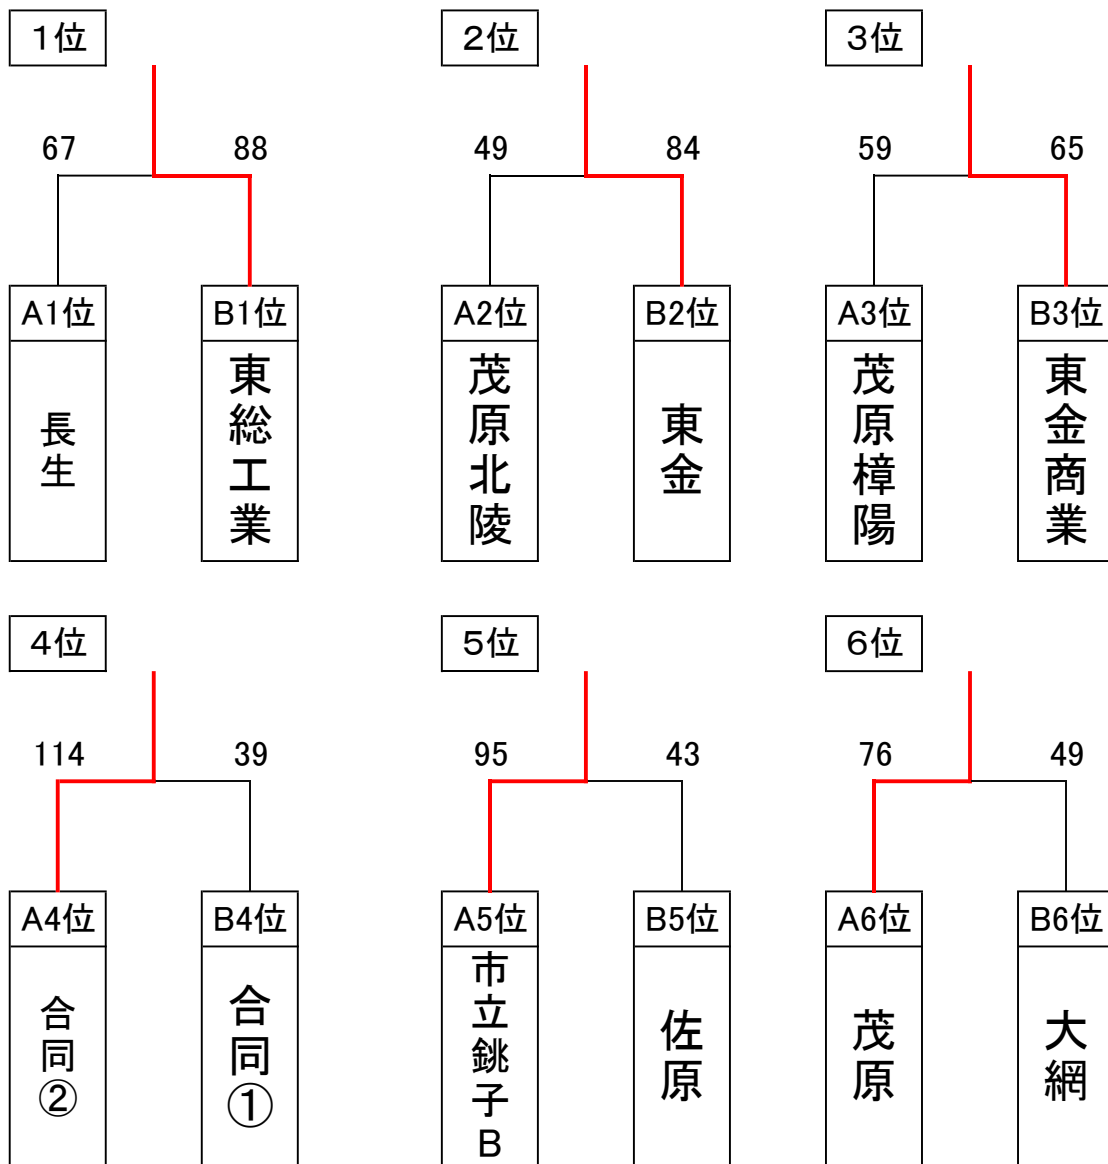 1位
2位
3位
67
88
49
84
59
65
A1位
B1位
A2位
B2位
A3位
B3位
長生
東総工業
茂原北陵
東金
茂原樟陽
東金商業
4位
5位
6位
114
39
95
43
76
49
A4位
B4位
A5位
B5位
A6位
B6位
合同②
合同①
市立銚子B
佐原
茂原
大網